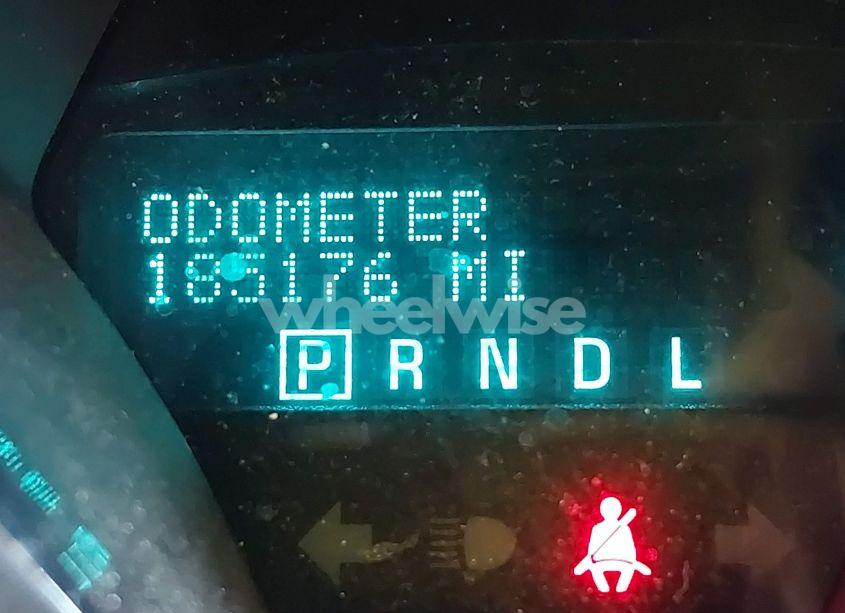 ODOMETER
185176 MI
wheelwise
P R N D L